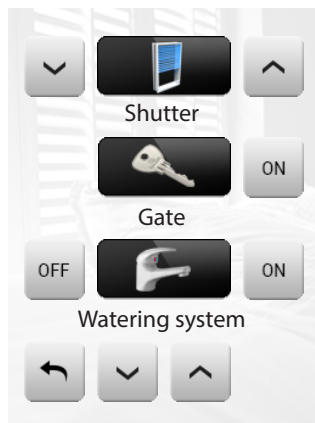 Shutter
ON
Gate
OFF
ON
Watering system